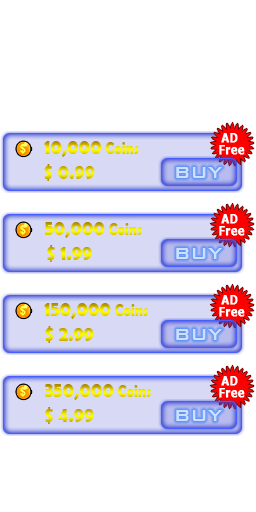 10,000 Coins
AD
Free
$ 0.99
BUY
50,000 Coins
AD
Free
$ 1.99
BUY
150,000 Coins
AD
Free
$ 2.99
BUY
350,000 Coins
AD
Free
$ 4.99
BUY